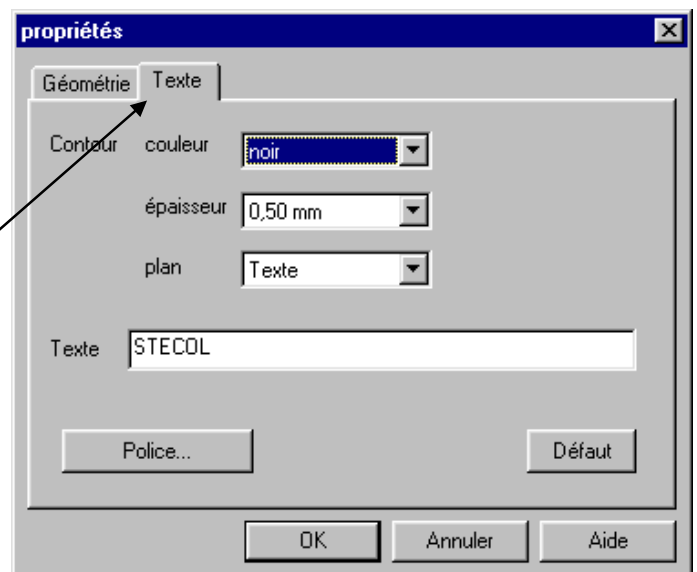 propriétés
Géométrie Texte
Contour couleur noir
épaisseur 0,50 mm
plan Texte
Texte STECOL
Police... Défaut
OK Annuler Aide